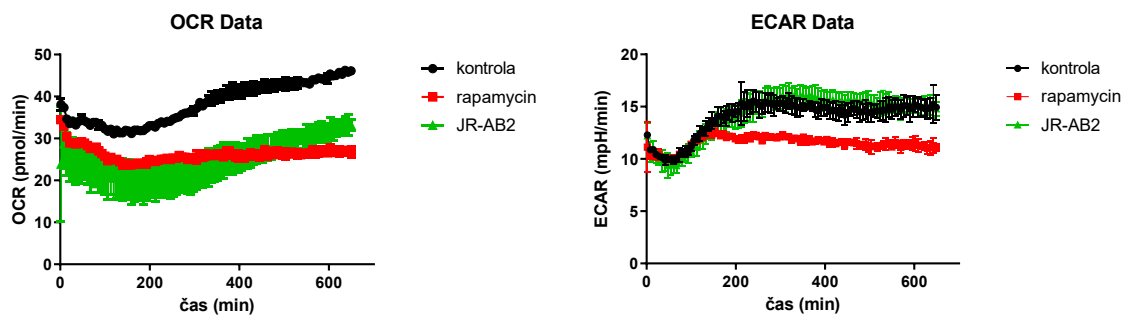 OCR Data
50
40
30
20
10
0
OCR (pmol/min)
0 200 400 600
čas (min)
kontrola
rapamycin
JR-AB2
ECAR Data
20
15
10
5
0
ECAR (mpH/min)
0 200 400 600
čas (min)
kontrola
rapamycin
JR-AB2